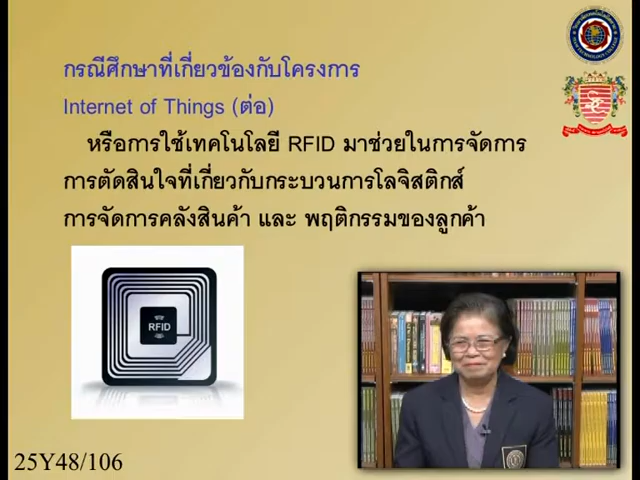 กรณีศึกษาที่เกี่ยวข้องกับโครงการ
Internet of Things (ต่อ)
หรือการใช้เทคโนโลยี RFID มาช่วยในการจัดการ
การตัดสินใจที่เกี่ยวกับกระบวนการโลจิสติกส์
การจัดการคลังสินค้า และ พฤติกรรมของลูกค้า
RFID
25Y48/106